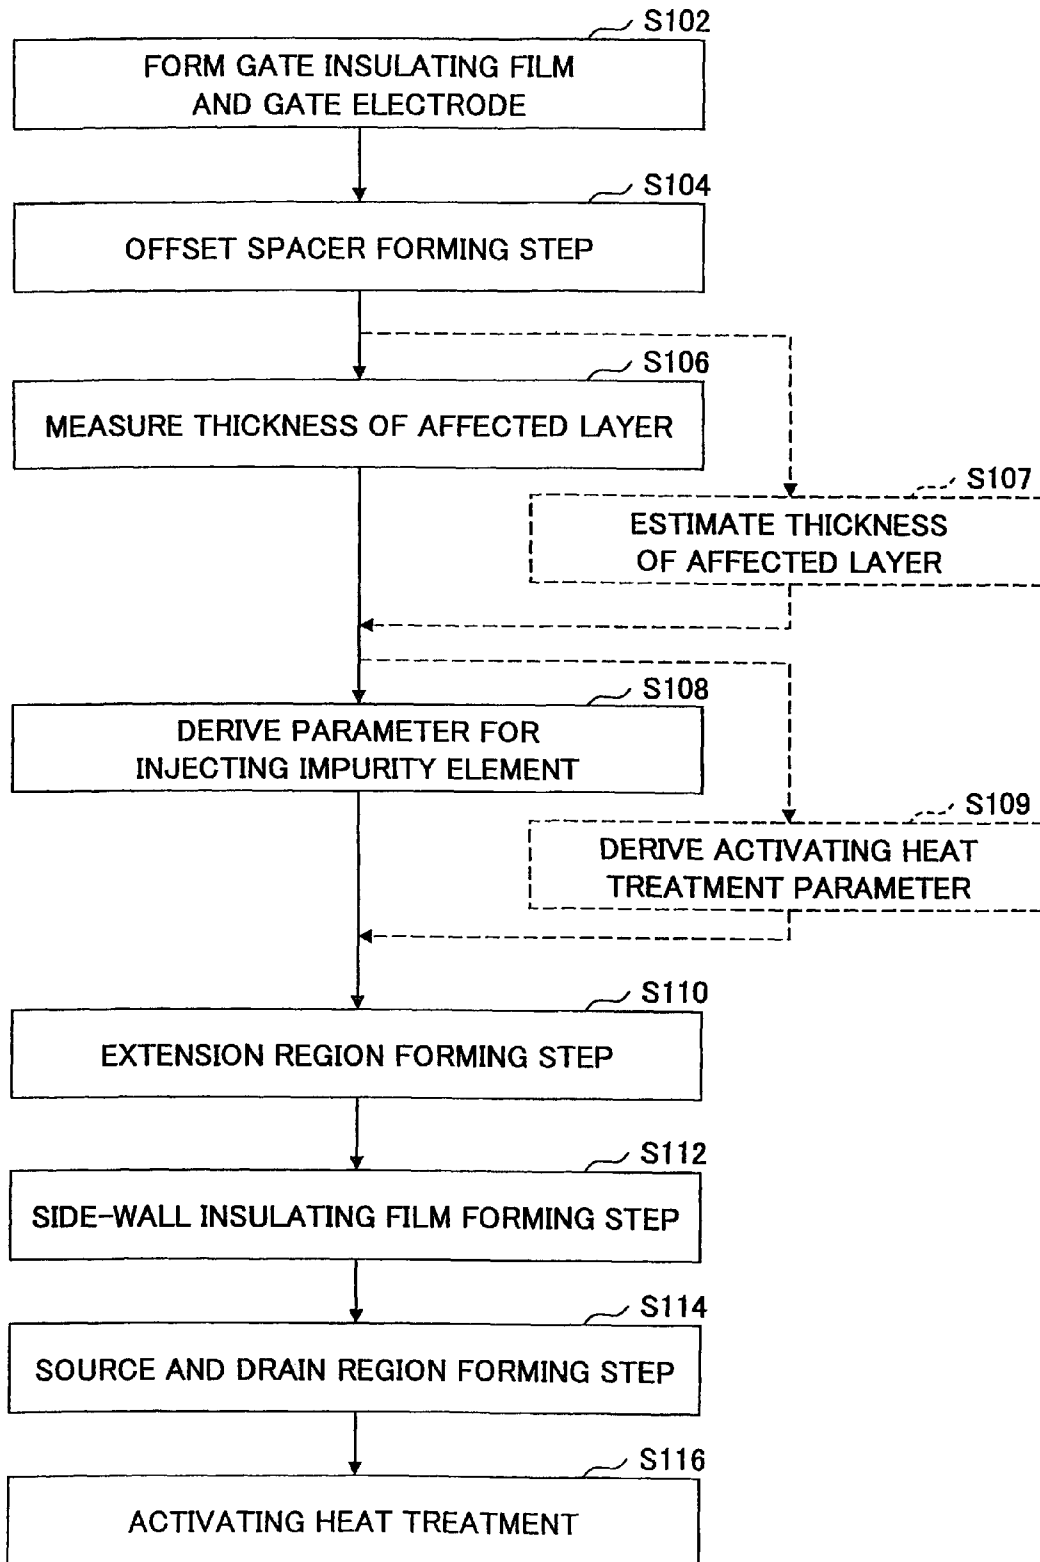 S102
FORM GATE INSULATING FILM
AND GATE ELECTRODE
S104
OFFSET SPACER FORMING STEP
S106
MEASURE THICKNESS OF AFFECTED LAYER
S107
ESTIMATE THICKNESS
OF AFFECTED LAYER
S108
DERIVE PARAMETER FOR
INJECTING IMPURITY ELEMENT
S109
DERIVE ACTIVATING HEAT
TREATMENT PARAMETER
S110
EXTENSION REGION FORMING STEP
S112
SIDE-WALL INSULATING FILM FORMING STEP
S114
SOURCE AND DRAIN REGION FORMING STEP
S116
ACTIVATING HEAT TREATMENT